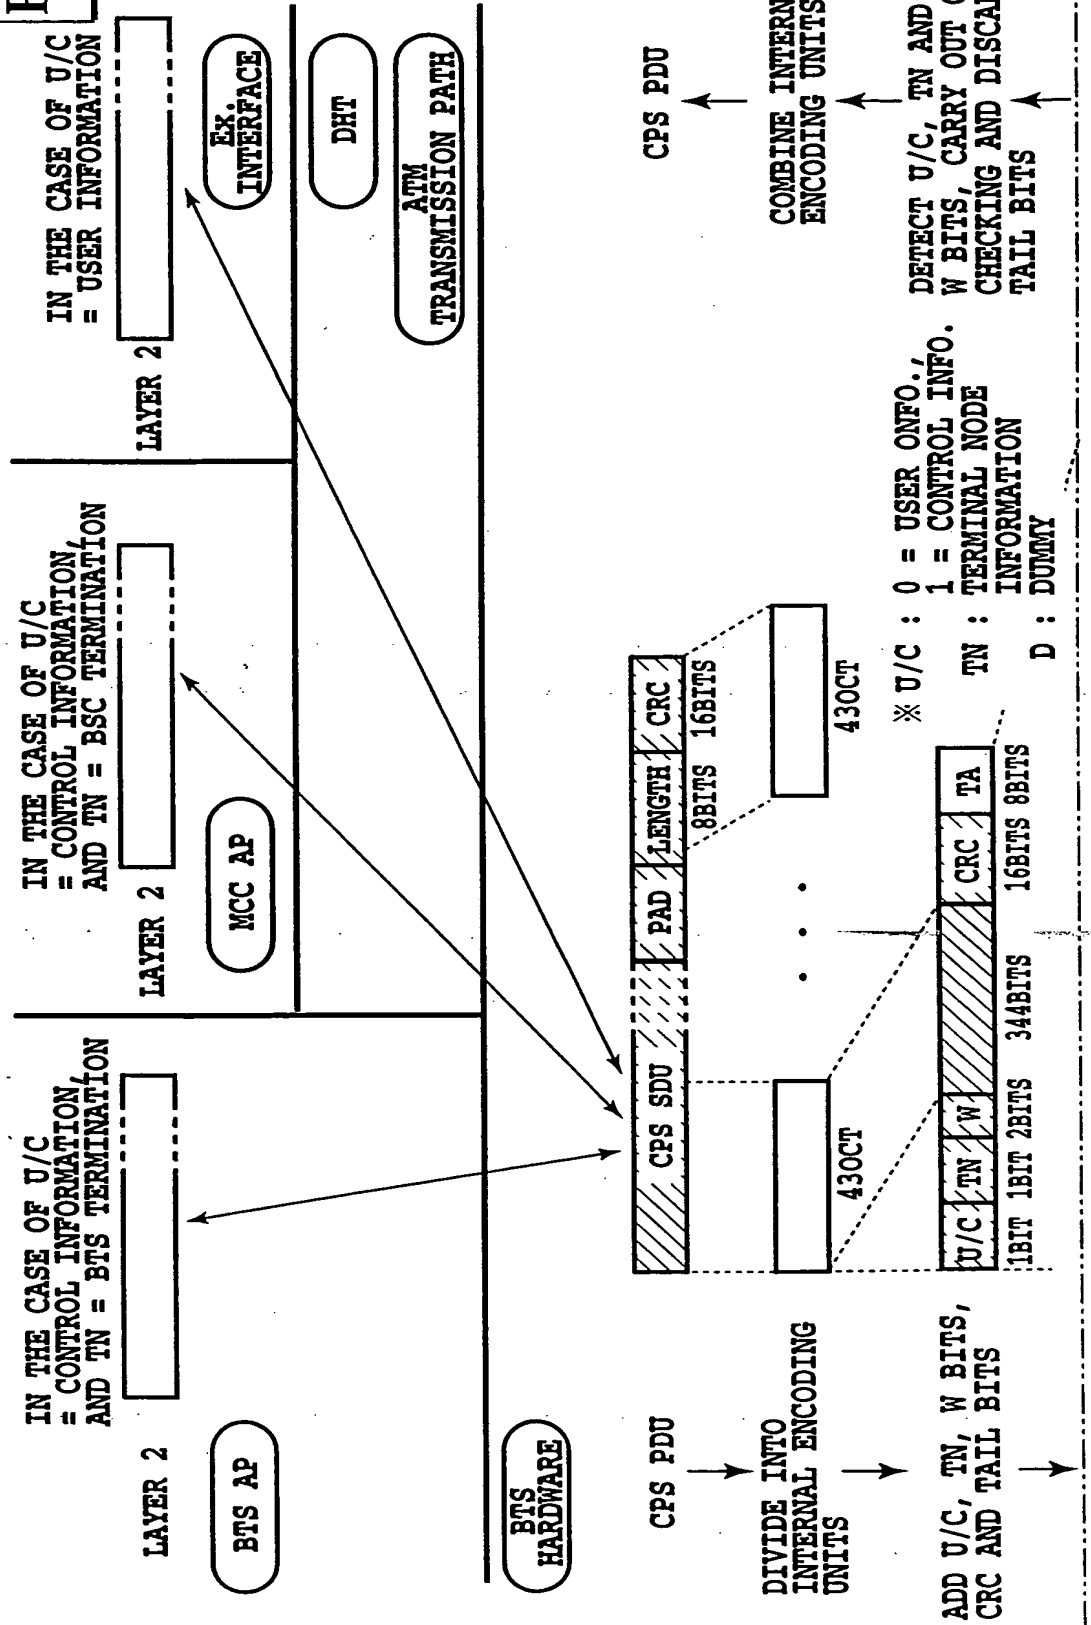 IN THE CASE OF U/C
= CONTROL INFORMATION,
AND TN = BTS TERMINATION
LAYER 2
BTS AP
IN THE CASE OF U/C
= CONTROL INFORMATION,
AND TN = BSC TERMINATION
LAYER 2
MCC AP
IN THE CASE OF U/C
= USER INFORMATION
LAYER 2
Ex.
INTERFACE
DHT
ATM
TRANSMISSION PATH
BTS
HARDWARE
CPS PDU
CPS SDU
PAD
LENGTH
CRC
8BITS
16BITS
CPS PDU
DIVIDE INTO
INTERNAL ENCODING
UNITS
43OCT
• • •
43OCT
COMBINE INTERN
ENCODING UNITS
ADD U/C, TN, W BITS,
CRC AND TAIL BITS
U/C
TN
W
CRC
TA
1BIT 1BIT 2BITS 344BITS 16BITS 8BITS
※ U/C : 0 = USER ONFO.,
1 = CONTROL INFO.
TN : TERMINAL NODE
INFORMATION
D : DUMMY
DETECT U/C, TN AND
W BITS, CARRY OUT
CHECKING AND DISCA
TAIL BITS